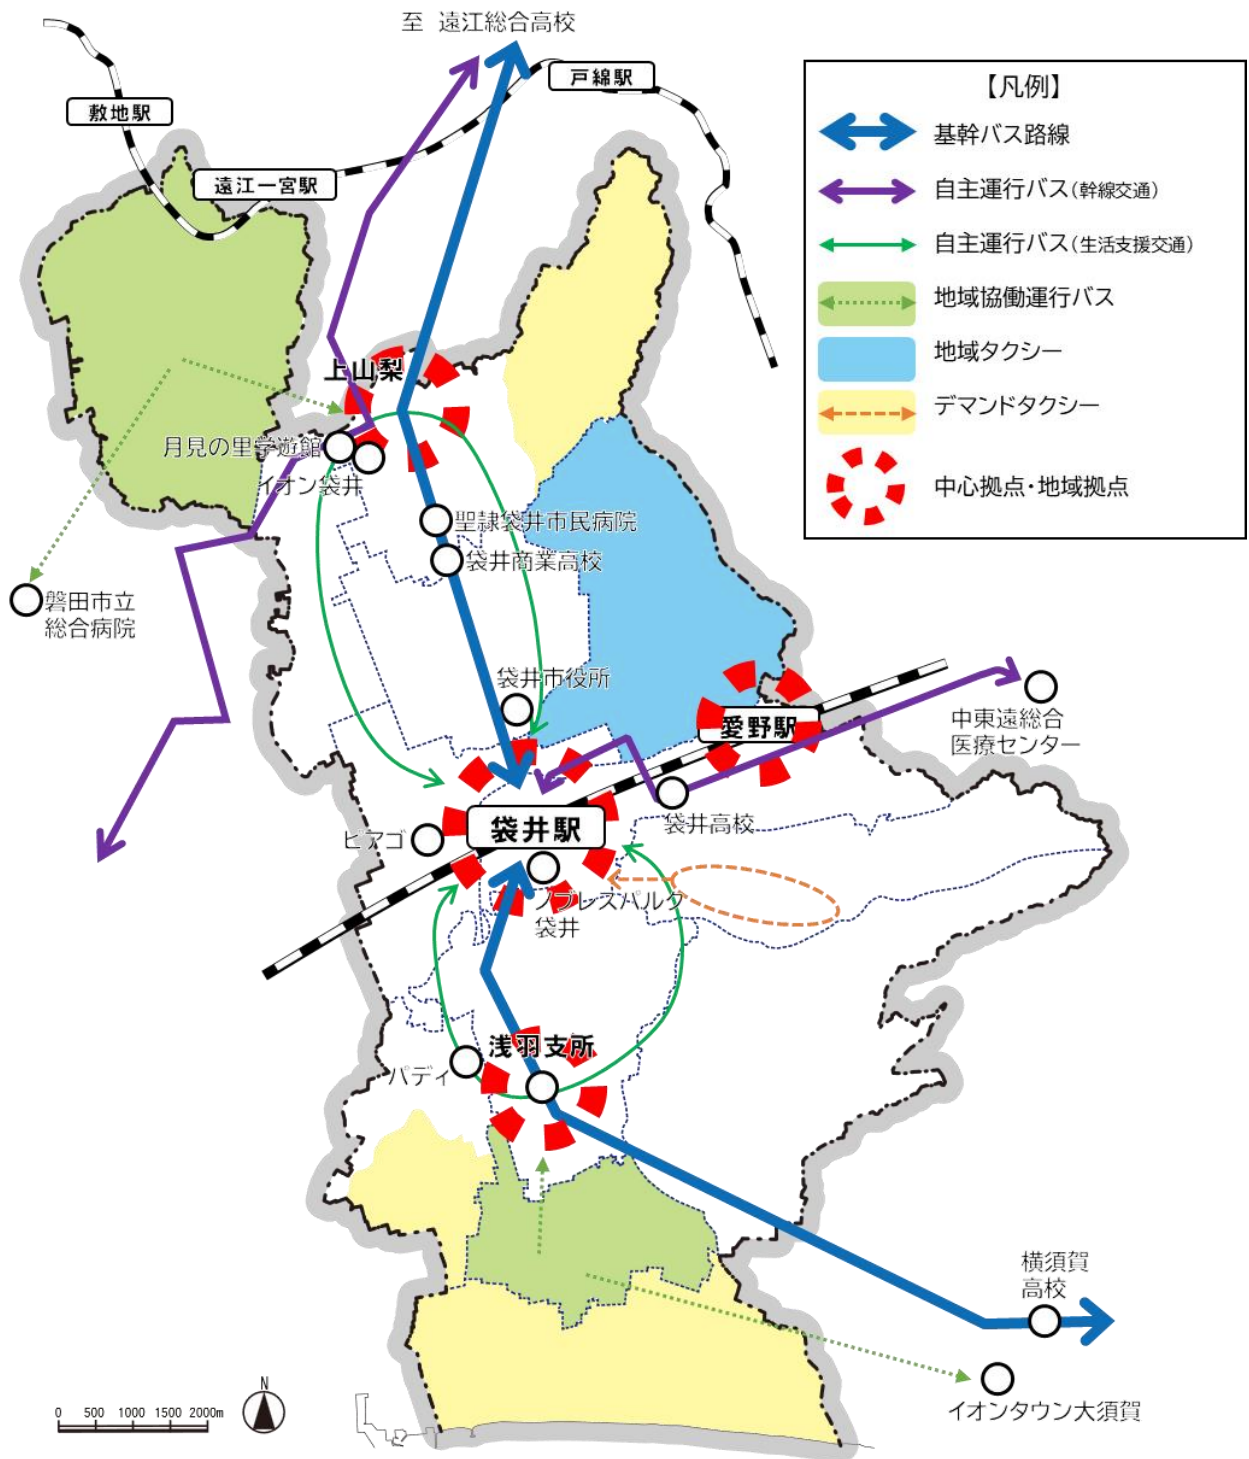 至 遠江総合高校
戸綿駅
敷地駅
遠江一宮駅
【凡例】
基幹バス路線
自主運行バス(幹線交通)
自主運行バス(生活支援交通)
地域協働運行バス
地域タクシー
デマンドタクシー
中心拠点・地域拠点
上山梨
月見の里学遊館
イオン袋井
聖隷袋井市民病院
袋井商業高校
磐田市立
総合病院
袋井市役所
愛野駅
中東遠総合
医療センター
袋井駅
袋井高校
ピアゴ
ノブレスパルク
袋井
浅羽支所
パディ
横須賀
高校
イオンタウン大須賀
N
0 500 1000 1500 2000m